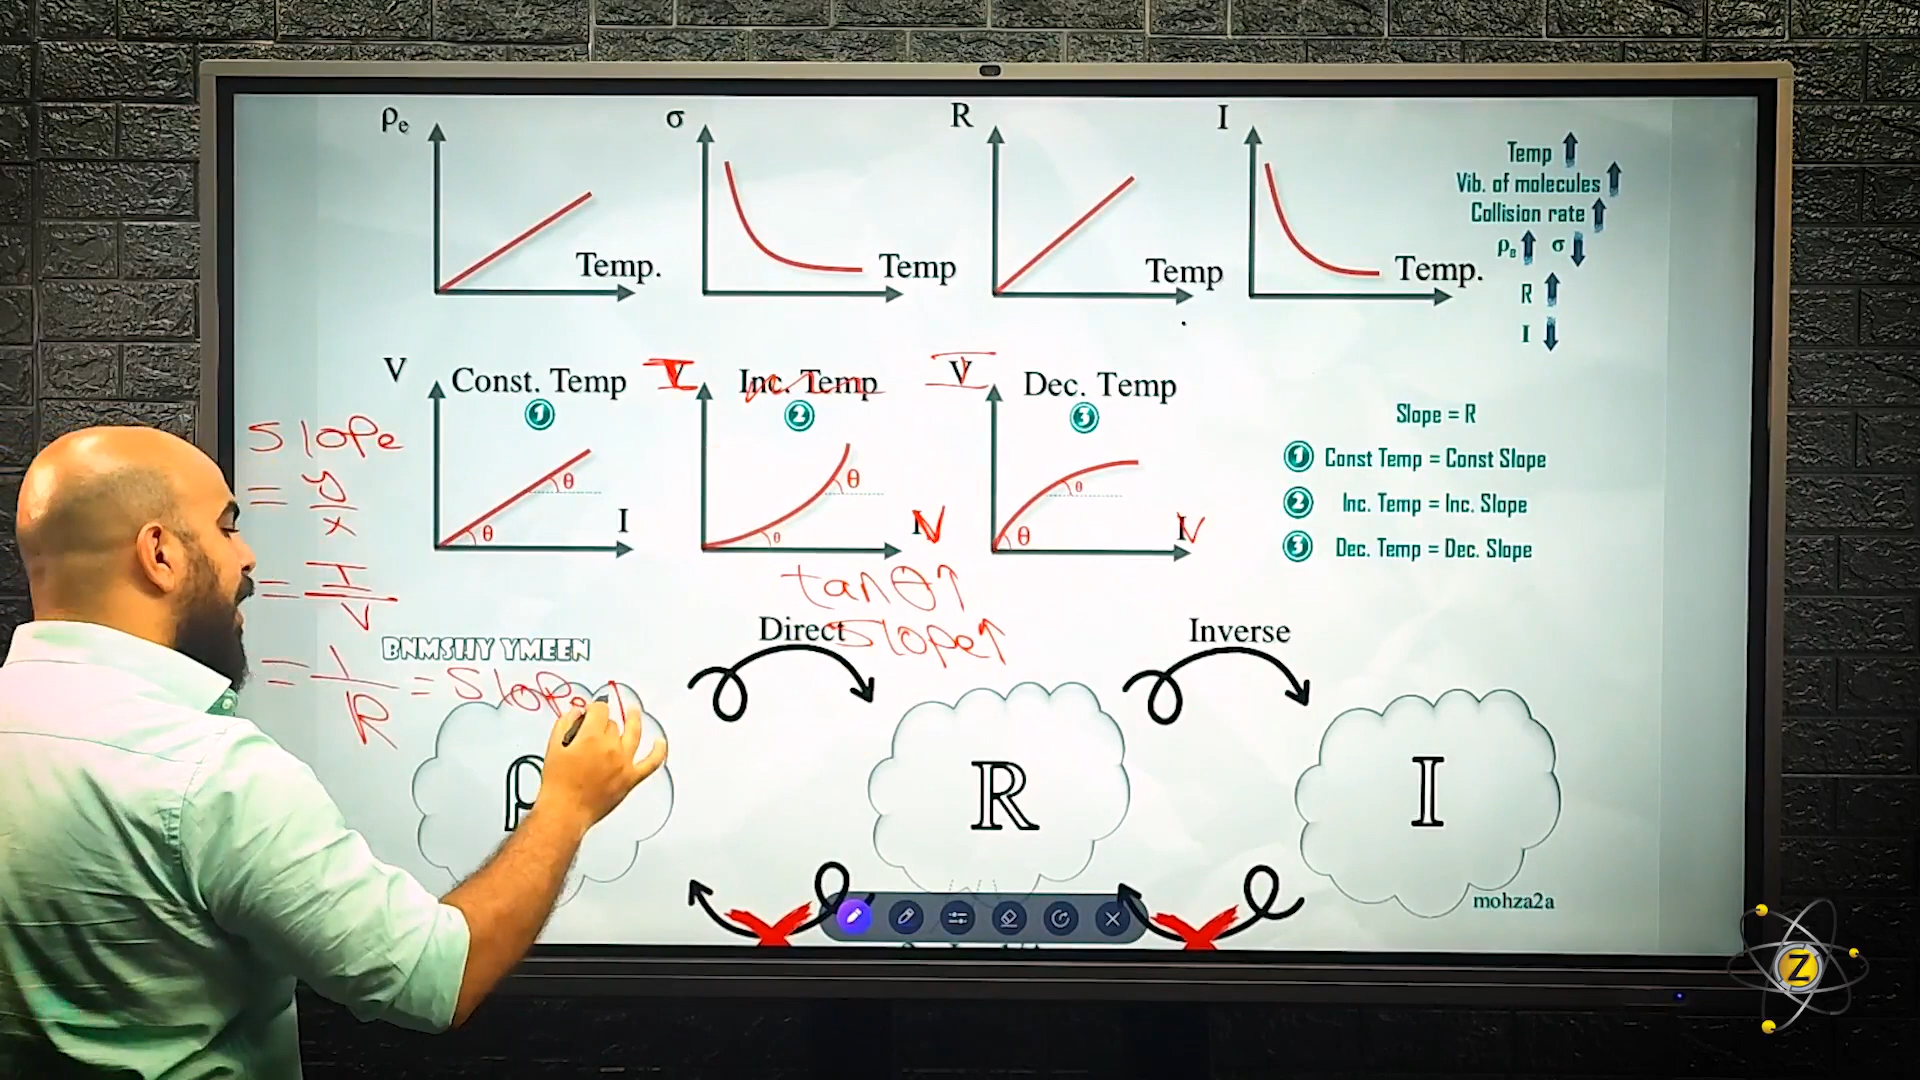 ρe
σ
R
I
Temp.
Temp
Temp
Temp.
Temp
Vib. of molecules
Collision rate
ρe σ
R
I
V
Const. Temp
1
θ
θ
I
I
Inc. Temp
2
θ
θ
V
tan θ↑
slope↑
I
Dec. Temp
3
θ
θ
V
Slope = R
1 Const Temp = Const Slope
2 Inc. Temp = Inc. Slope
3 Dec. Temp = Dec. Slope
Slope
= y/x
= I/V
= 1/R = Slope
BNMSHY YMEEN
Direct
Inverse
R
I
mohza2a
Z